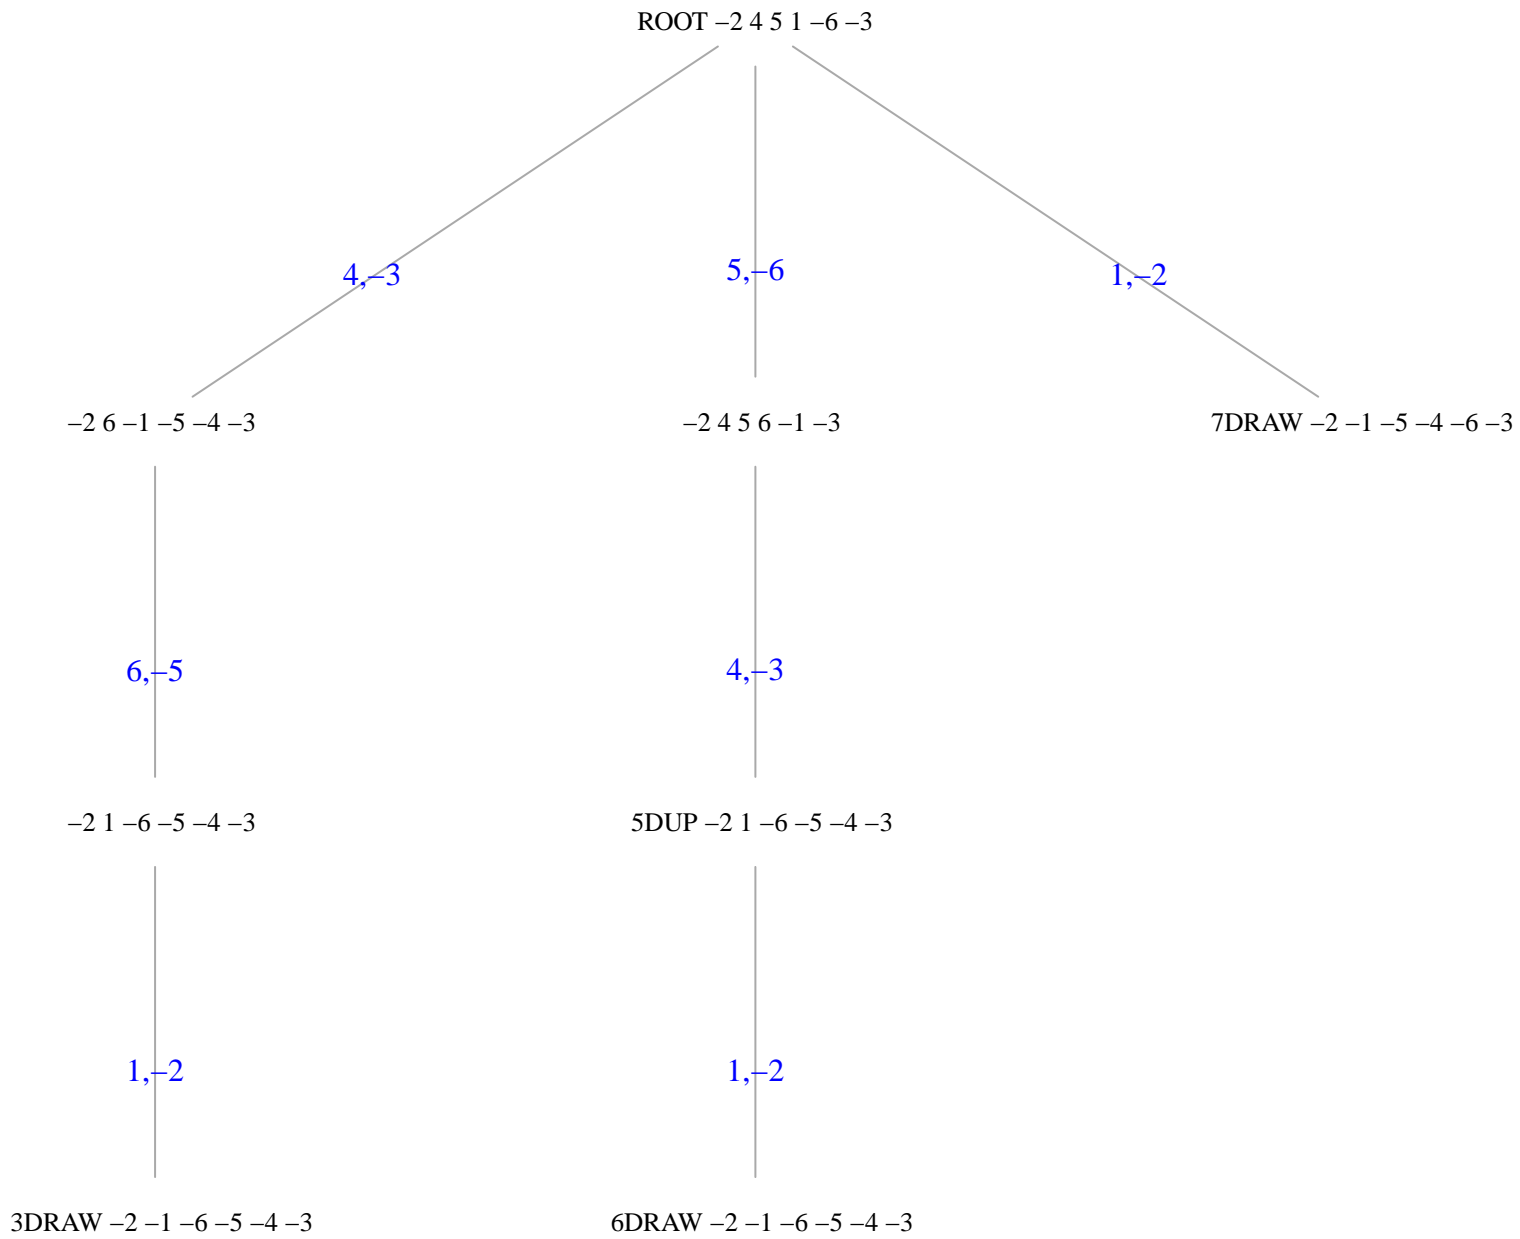 ROOT –2 4 5 1 –6 –3
4,–3
5,–6
1,–2
–2 6 –1 –5 –4 –3
–2 4 5 6 –1 –3
7DRAW –2 –1 –5 –4 –6 –3
6,–5
4,–3
–2 1 –6 –5 –4 –3
5DUP –2 1 –6 –5 –4 –3
1,–2
1,–2
3DRAW –2 –1 –6 –5 –4 –3
6DRAW –2 –1 –6 –5 –4 –3